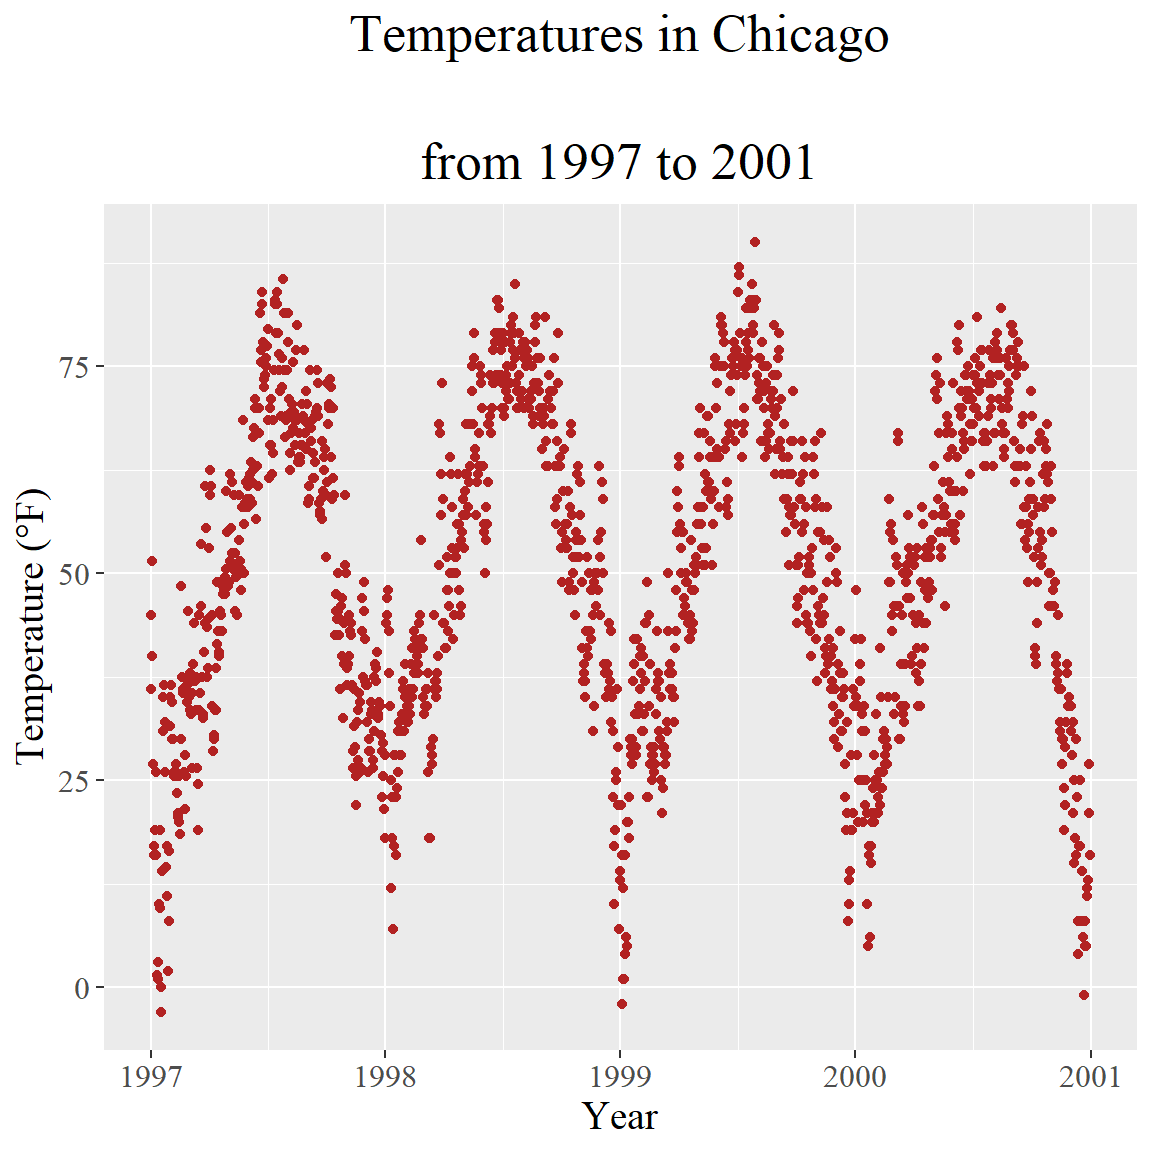 Temperatures in Chicago
from 1997 to 2001
Temperature (°F)
75
50
25
0
1997 1998 1999 2000 2001
Year